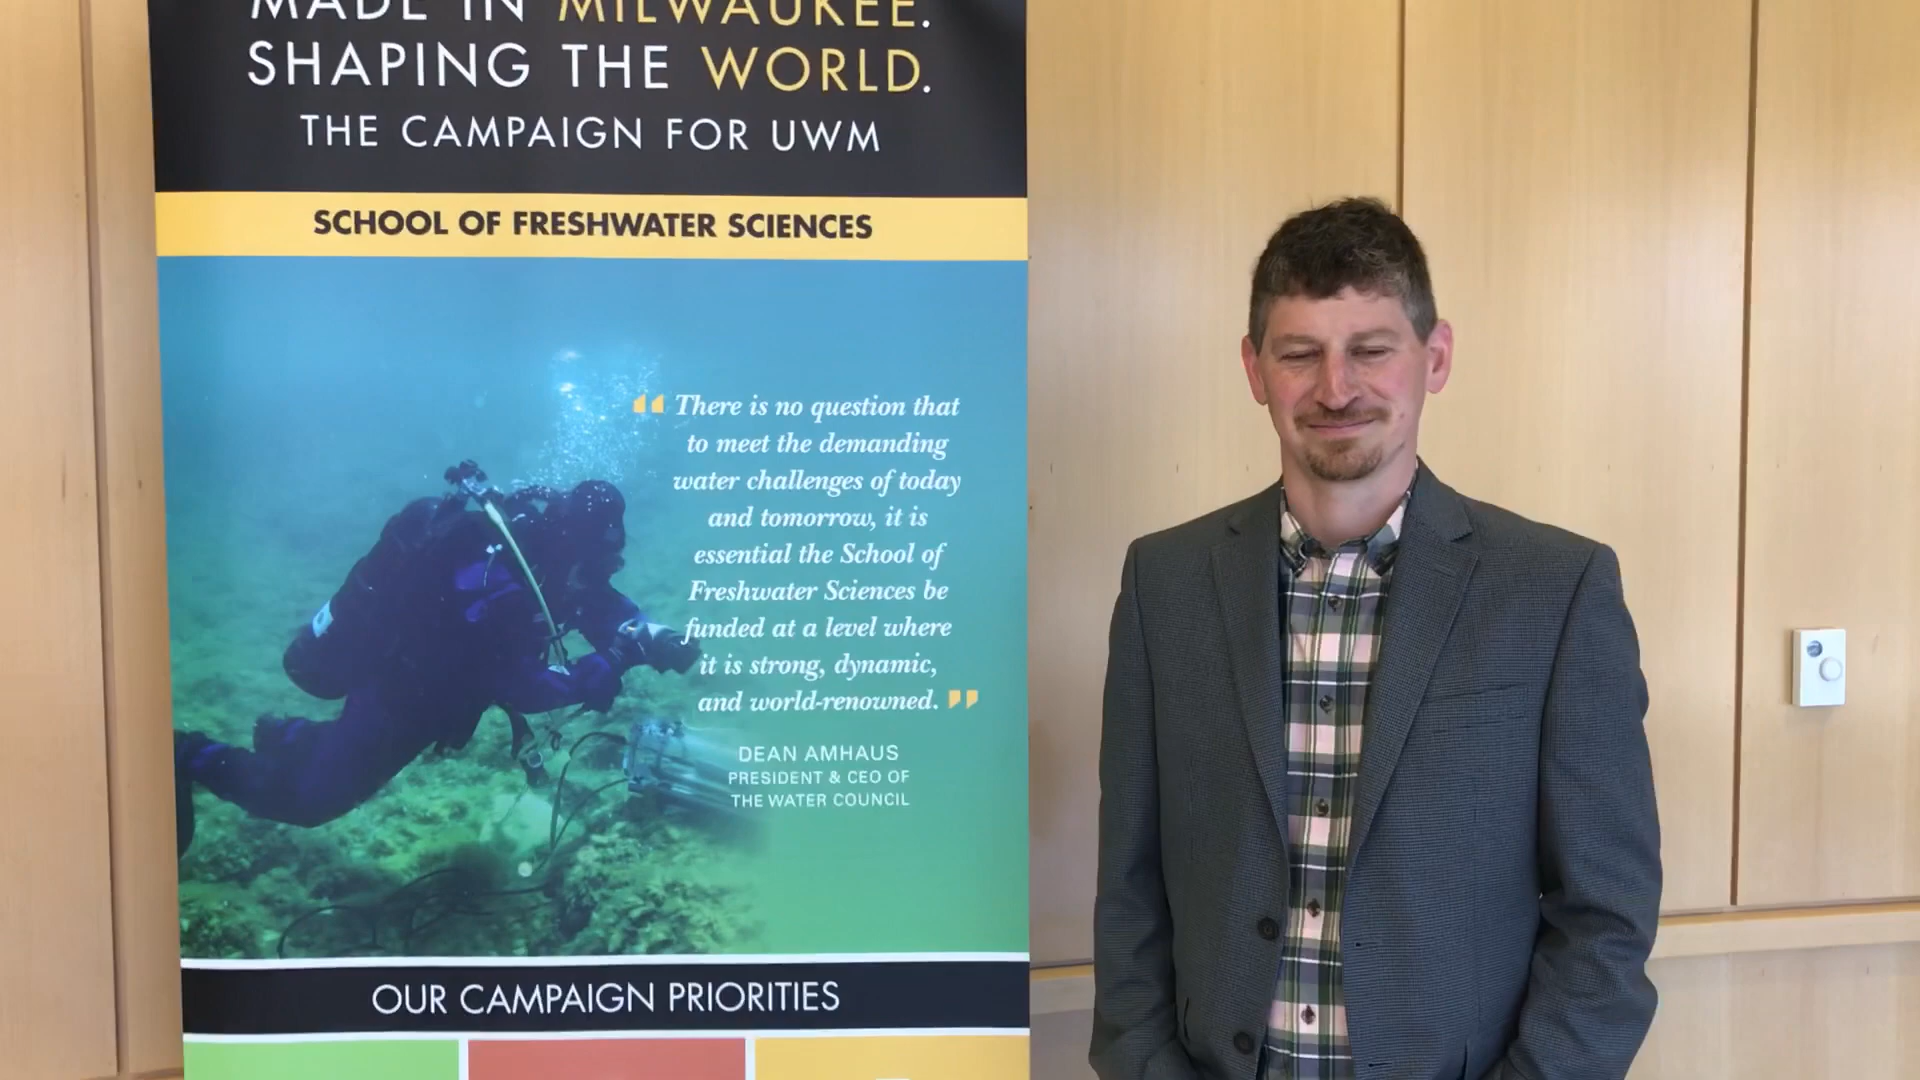 MADE IN MILWAUKEE.
SHAPING THE WORLD.
THE CAMPAIGN FOR UWM
SCHOOL OF FRESHWATER SCIENCES
“ There is no question that
to meet the demanding
water challenges of today
and tomorrow, it is
essential the School of
Freshwater Sciences be
funded at a level where
it is strong, dynamic,
and world-renowned. ”
DEAN AMHAUS
PRESIDENT & CEO OF
THE WATER COUNCIL
OUR CAMPAIGN PRIORITIES